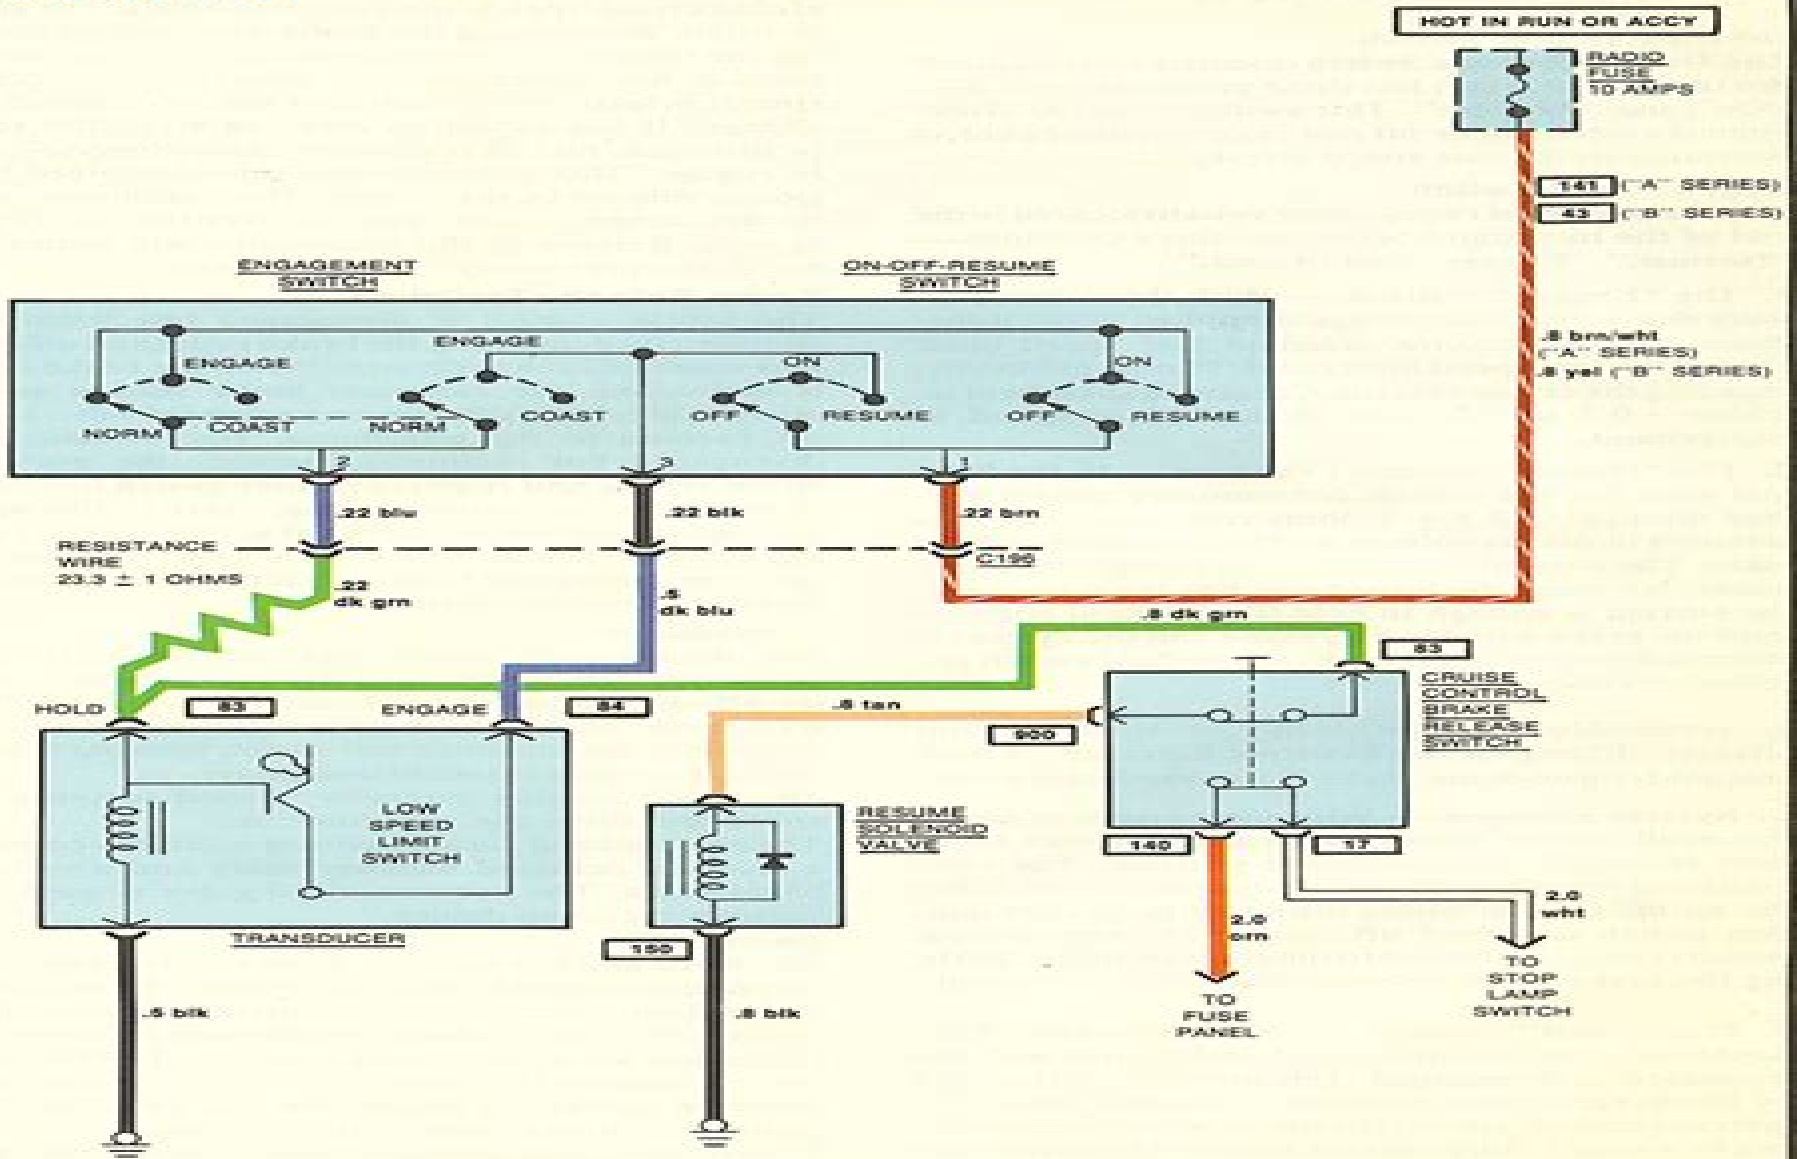 HOT IN RUN OR ACCY
RADIO
FUSE
10 AMPS
141 ("A" SERIES)
43 ("B" SERIES)
.8 brn/wht
("A" SERIES)
.8 yel ("B" SERIES)
ENGAGEMENT
SWITCH
ON-OFF-RESUME
SWITCH
ENGAGE
ENGAGE
ON
ON
NORM
COAST
NORM
COAST
OFF
RESUME
OFF
RESUME
2
3
1
.22 blu
.22 blk
.22 brn
RESISTANCE
WIRE
23.3 ± 1 OHMS
C196
.22
dk grn
.5
dk blu
.8 dk grn
83
HOLD
83
ENGAGE
84
.8 tan
900
CRUISE
CONTROL
BRAKE
RELEASE
SWITCH
LOW
SPEED
LIMIT
SWITCH
RESUME
SOLENOID
VALVE
140
17
TRANSDUCER
150
2.0
orn
2.0
wht
.5 blk
.8 blk
TO
FUSE
PANEL
TO
STOP
LAMP
SWITCH